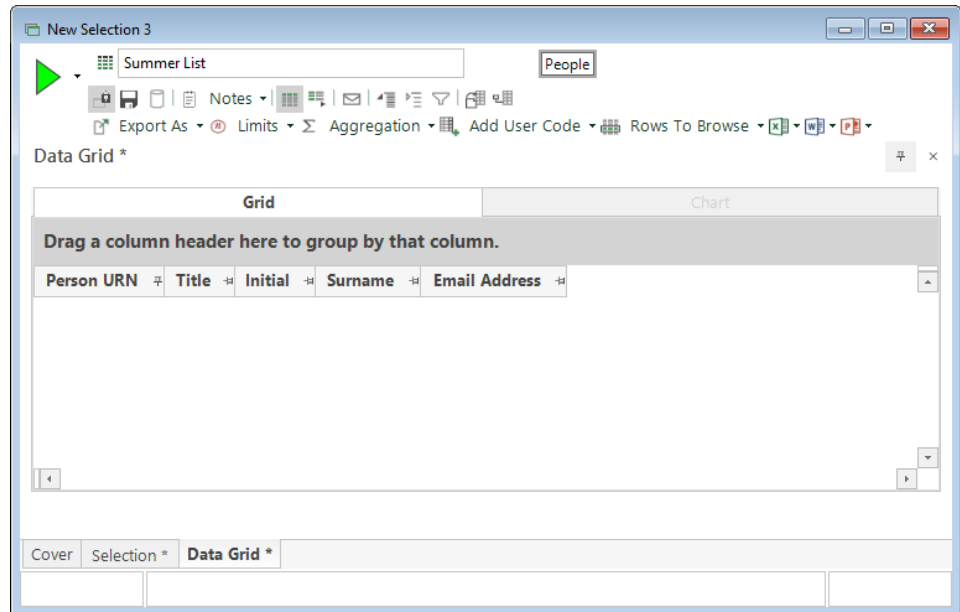 New Selection 3
Summer List People
Notes
Export As Limits Σ Aggregation Add User Code Rows To Browse
Data Grid *
Grid Chart
Drag a column header here to group by that column.
Person URN Title Initial Surname Email Address
Cover Selection * Data Grid *